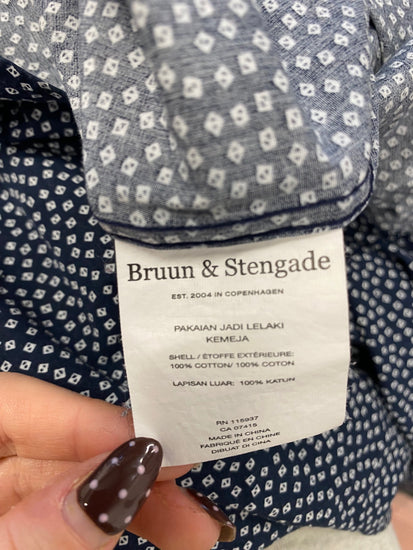 Bruun & Stengade
EST. 2004 IN COPENHAGEN
PAKAIAN JADI LELAKI
KEMEJA
SHELL / ÉTOFFE EXTÉRIEURE:
100% COTTON/ 100% COTON
LAPISAN LUAR: 100% KATUN
RN 115937
CA 07415
MADE IN CHINA
FABRIQUÉ EN CHINE
DIBUAT DI CINA